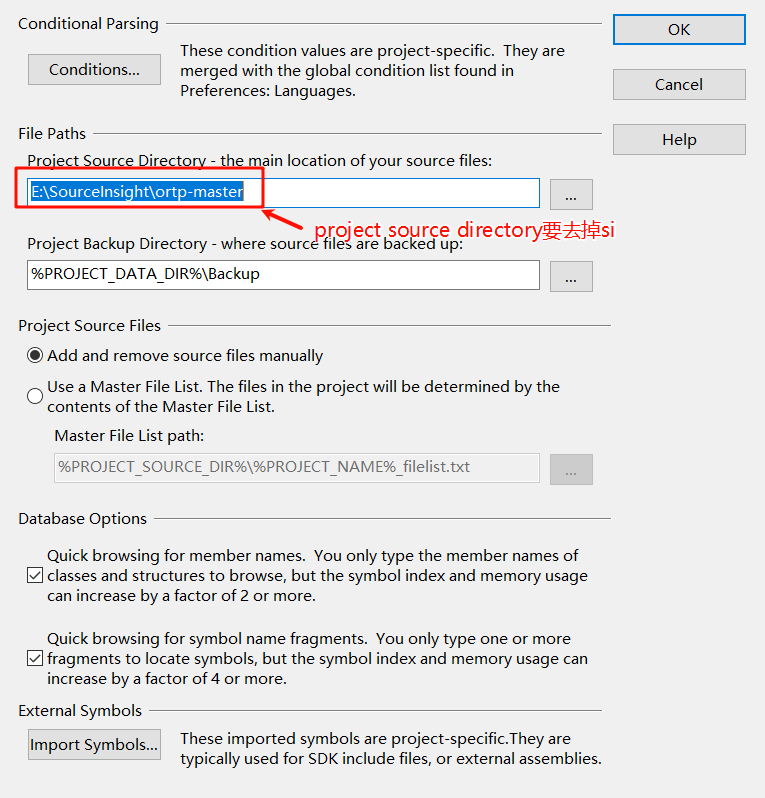 Conditional Parsing
OK
Conditions...
These condition values are project-specific.  They are
merged with the global condition list found in
Preferences: Languages.
Cancel
File Paths
Help
Project Source Directory - the main location of your source files:
E:\SourceInsight\ortp-master
...
project source directory要去掉si
Project Backup Directory - where source files are backed up:
%PROJECT_DATA_DIR%\Backup
...
Project Source Files
Add and remove source files manually
Use a Master File List. The files in the project will be determined by the
contents of the Master File List.
Master File List path:
%PROJECT_SOURCE_DIR%\%PROJECT_NAME%_filelist.txt
...
Database Options
Quick browsing for member names.  You only type the member names of
classes and structures to browse, but the symbol index and memory usage
can increase by a factor of 2 or more.
Quick browsing for symbol name fragments.  You only type one or more
fragments to locate symbols, but the symbol index and memory usage can
increase by a factor of 4 or more.
External Symbols
Import Symbols...
These imported symbols are project-specific.They are
typically used for SDK include files, or external assemblies.